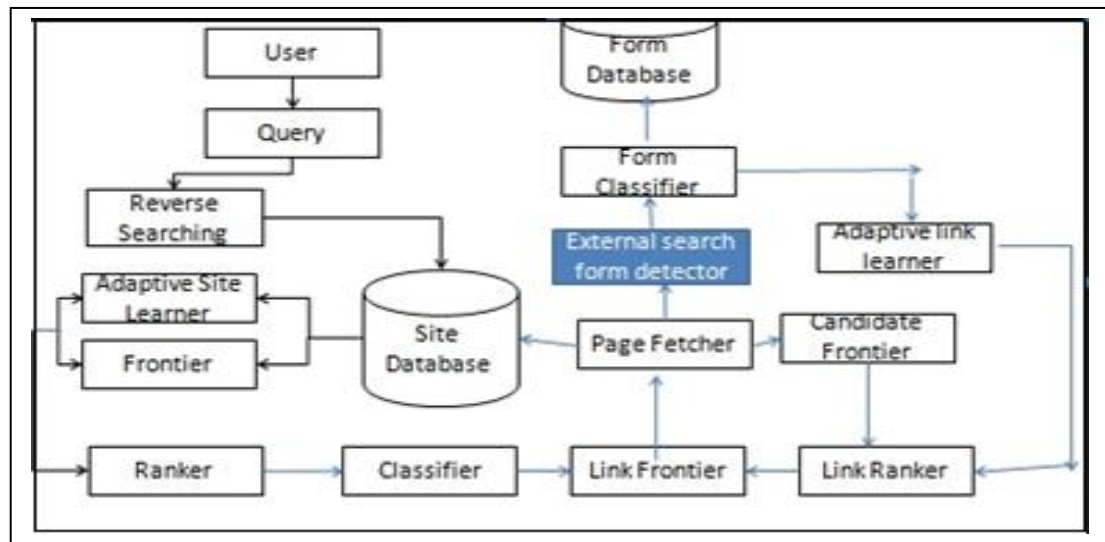 User
Form
Database
Query
Form
Classifier
Reverse
Searching
External search
form detector
Adaptive link
learner
Adaptive Site
Learner
Site
Database
Page Fetcher
Candidate
Frontier
Frontier
Ranker
Classifier
Link Frontier
Link Ranker